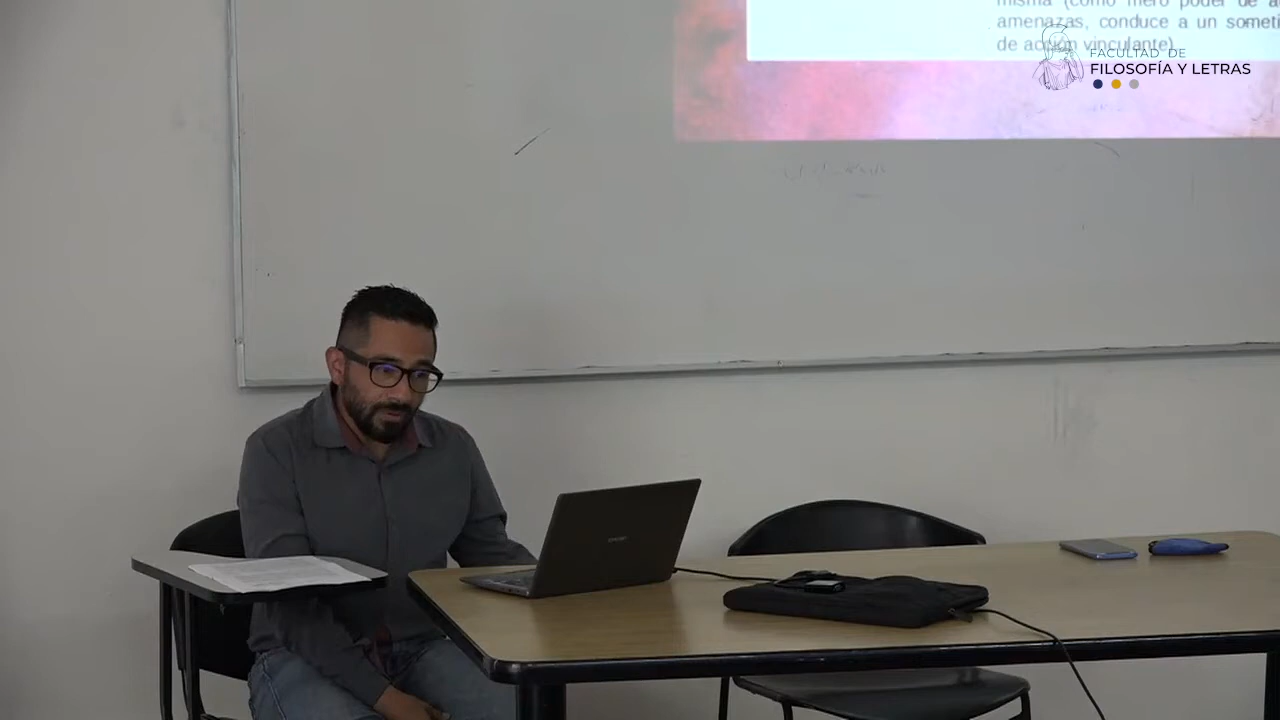 misma (como mero poder de a
amenazas, conduce a un someti
de acción vinculante)
FACULTAD DE
FILOSOFÍA Y LETRAS